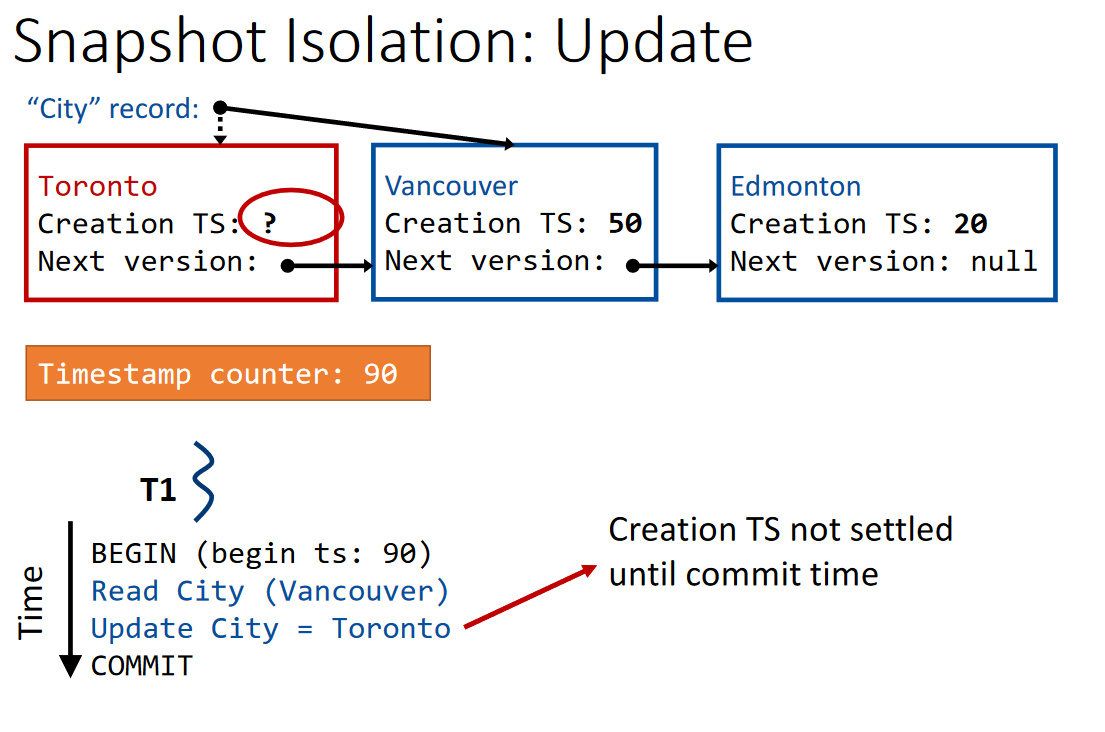 Snapshot Isolation: Update
“City” record:
Toronto
Creation TS: ?
Next version:
Vancouver
Creation TS: 50
Next version:
Edmonton
Creation TS: 20
Next version: null
Timestamp counter: 90
T1
Time
BEGIN (begin ts: 90)
Read City (Vancouver)
Update City = Toronto
COMMIT
Creation TS not settled
until commit time